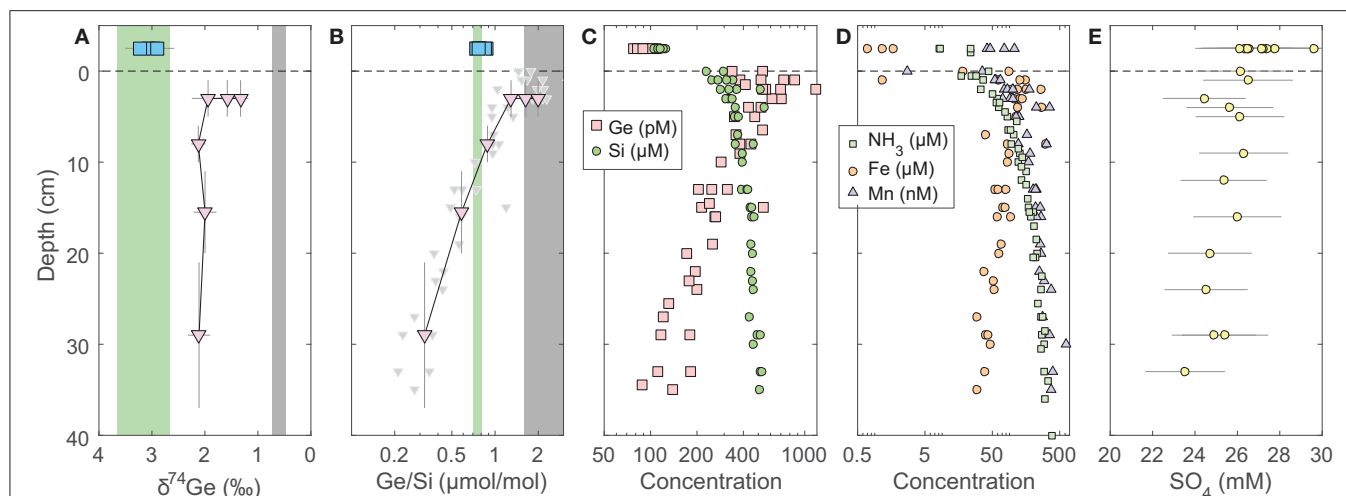 A
B
C
D
E
0
10
20
30
40
Depth (cm)
4 3 2 1 0
δ⁷⁴Ge (‰)
0.2 0.5 1 2
Ge/Si (μmol/mol)
Ge (pM)
Si (μM)
50 100 200 400 1000
Concentration
NH₃ (μM)
Fe (μM)
Mn (nM)
0.5 5 50 500
Concentration
20 22 24 26 28 30
SO₄ (mM)